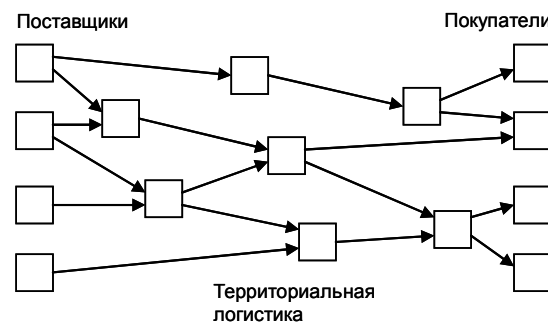 Поставщики
Покупатели
Территориальная
логистика